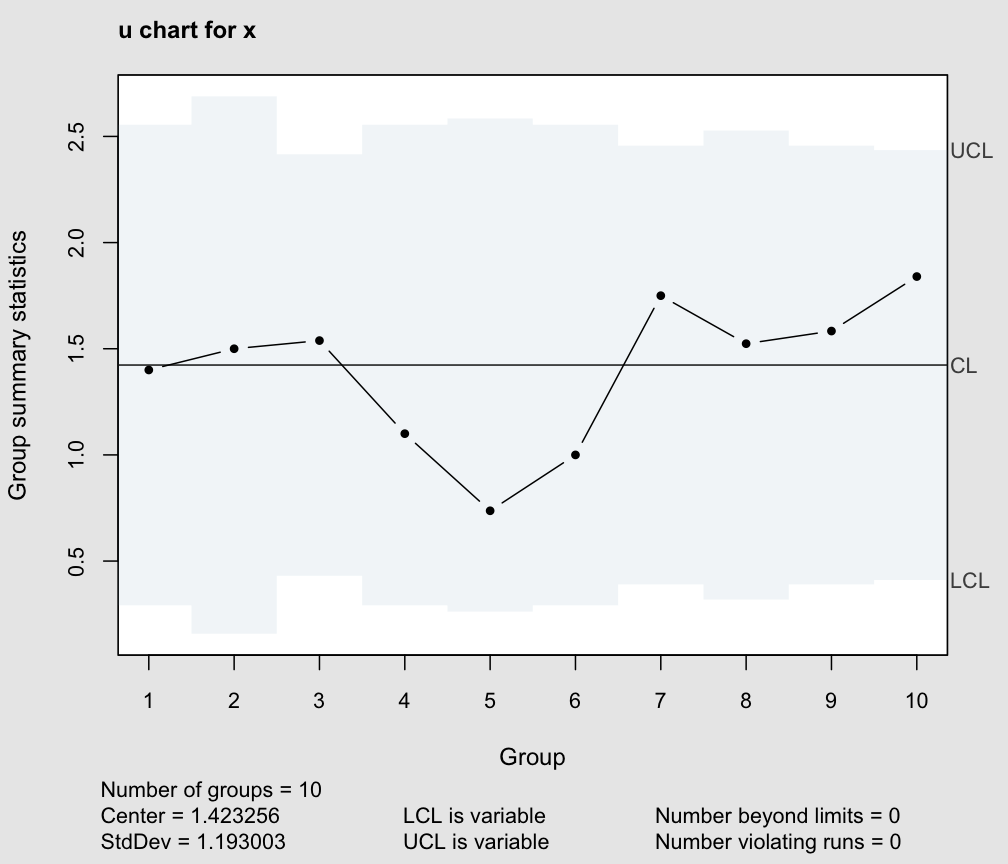 u chart for x
Group summary statistics
2.5
2.0
1.5
1.0
0.5
UCL
CL
LCL
1 2 3 4 5 6 7 8 9 10
Group
Number of groups = 10
Center = 1.423256 LCL is variable Number beyond limits = 0
StdDev = 1.193003 UCL is variable Number violating runs = 0